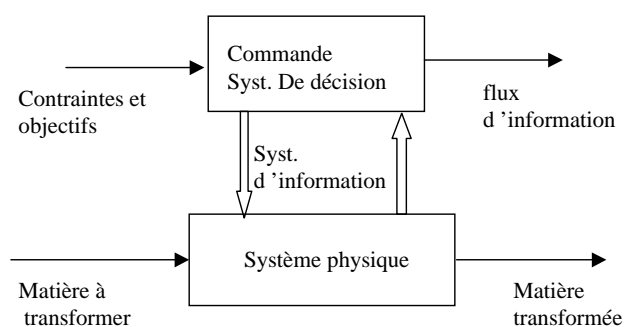 Commande
Syst. De décision
Contraintes et
objectifs
flux
d ’information
Syst.
d ’information
Système physique
Matière à
transformer
Matière
transformée